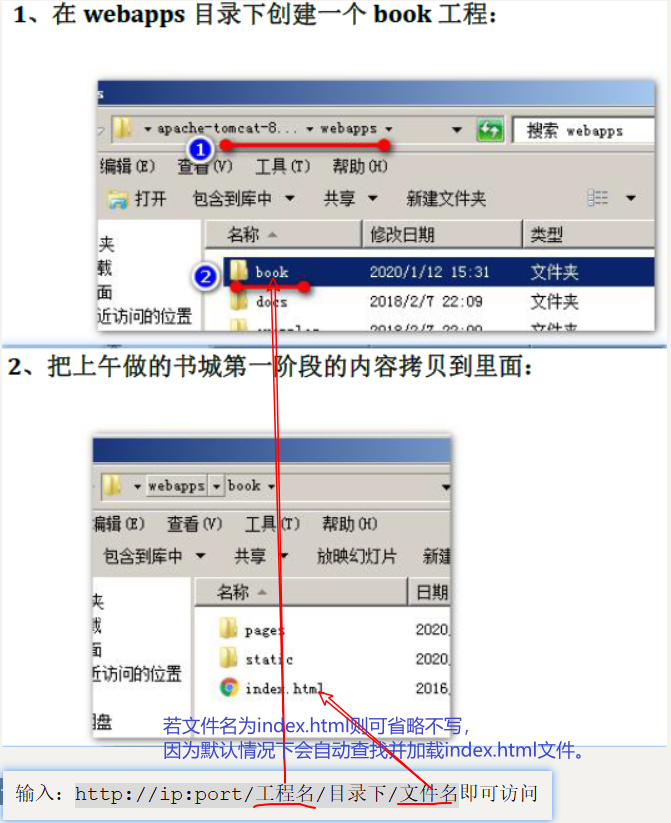 1、在 webapps 目录下创建一个 book 工程：
s
apache-tomcat-8... webapps
搜索 webapps
1
编辑(E) 查看(V) 工具(T) 帮助(H)
打开 包含到库中 共享 新建文件夹
夹 名称 修改日期 类型
载 2 book 2020/1/12 15:31 文件夹
面 docs 2018/2/7 22:09 文件夹
近访问的位置
2、把上午做的书城第一阶段的内容拷贝到里面：
webapps book
编辑(E) 查看(V) 工具(T) 帮助(H)
包含到库中 共享 放映幻灯片 新建
夹 名称 日期
载 pages 2020
面 static 2020
近访问的位置 index.html 2016
若文件名为index.html则可省略不写，
因为默认情况下会自动查找并加载index.html文件。
输入：http://ip:port/工程名/目录下/文件名即可访问